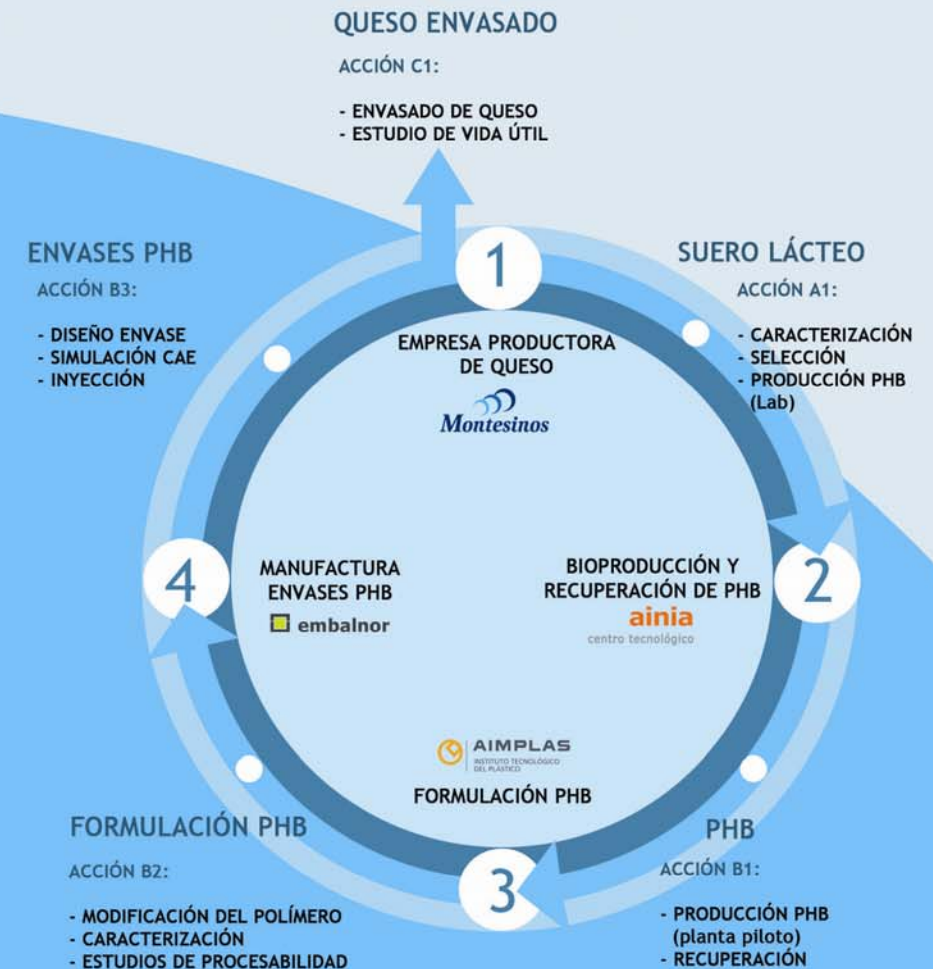 QUESO ENVASADO
ACCIÓN C1:
- ENVASADO DE QUESO
- ESTUDIO DE VIDA ÚTIL
ENVASES PHB
ACCIÓN B3:
- DISEÑO ENVASE
- SIMULACIÓN CAE
- INYECCIÓN
1
SUERO LÁCTEO
ACCIÓN A1:
- CARACTERIZACIÓN
- SELECCIÓN
- PRODUCCIÓN PHB
(Lab)
EMPRESA PRODUCTORA
DE QUESO
Montesinos
4
MANUFACTURA
ENVASES PHB
embalnor
BIOPRODUCCIÓN Y
RECUPERACIÓN DE PHB
ainia
centro tecnológico
2
AIMPLAS
INSTITUTO TECNOLÓGICO
DEL PLÁSTICO
FORMULACIÓN PHB
3
FORMULACIÓN PHB
ACCIÓN B2:
- MODIFICACIÓN DEL POLÍMERO
- CARACTERIZACIÓN
- ESTUDIOS DE PROCESABILIDAD
PHB
ACCIÓN B1:
- PRODUCCIÓN PHB
(planta piloto)
- RECUPERACIÓN